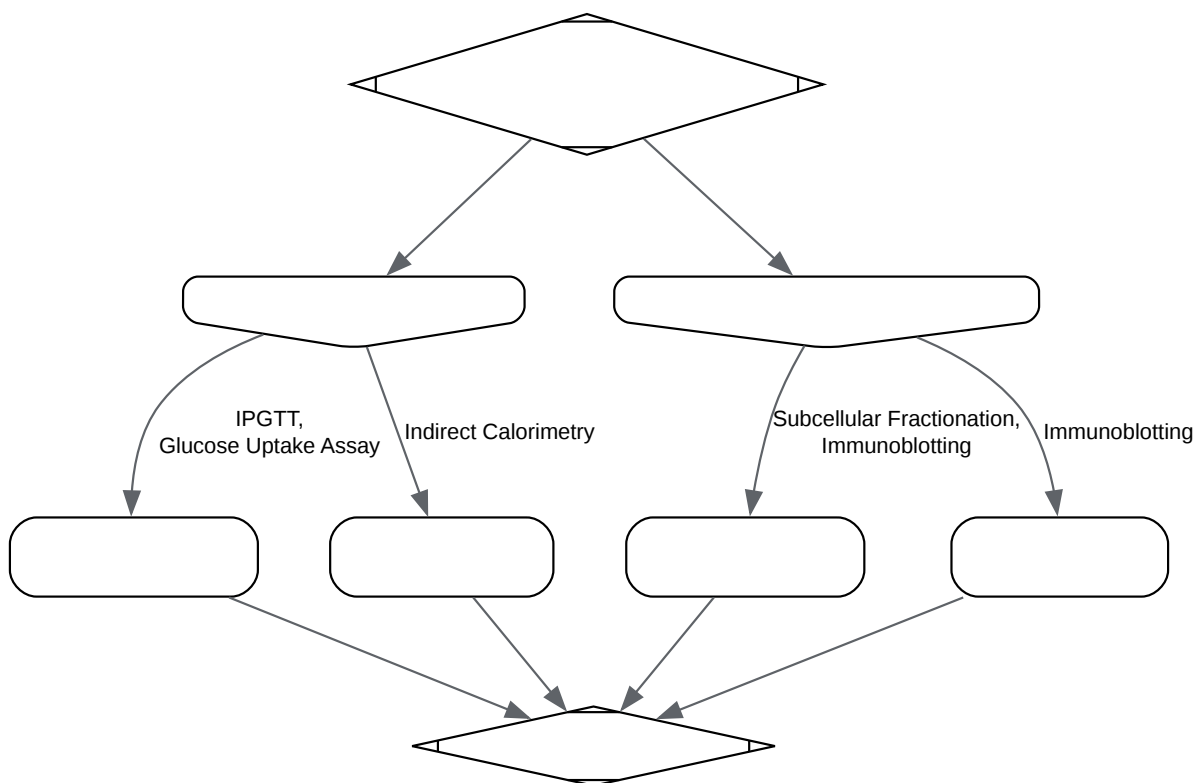 IPGTT,
Glucose Uptake Assay
Indirect Calorimetry
Subcellular Fractionation,
Immunoblotting
Immunoblotting